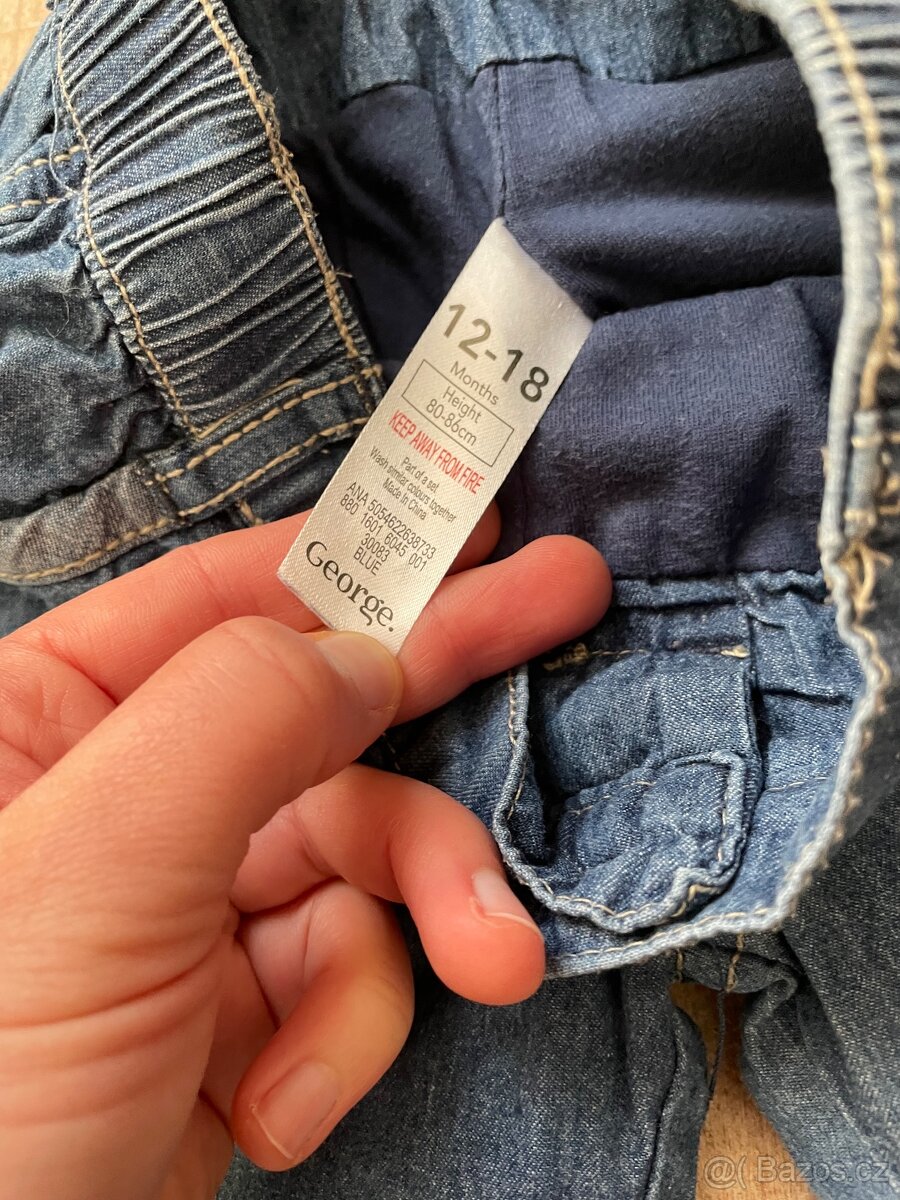 12-18
Months
Height
80-86cm
KEEP AWAY FROM FIRE
Part of a set
Wash similar colours together
Made in China
ANA 5054622638733
880 1601 6045 001
30083
BLUE
George.
@( Bazos.cz